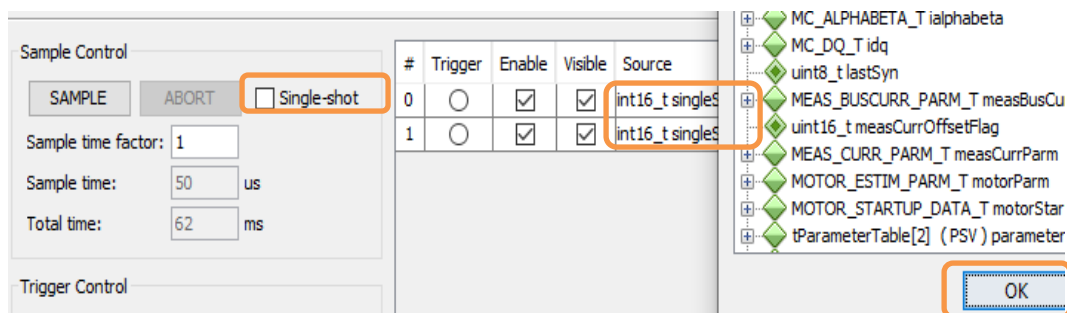 Sample Control
SAMPLE ABORT Single-shot
Sample time factor: 1
Sample time: 50 us
Total time: 62 ms
Trigger Control
# Trigger Enable Visible Source
0 int16_t singleS
1 int16_t singleS
MC_ALPHABETA_T ialphabeta
MC_DQ_T idq
uint8_t lastSyn
MEAS_BUSCURR_PARM_T measBusCu
uint16_t measCurrOffsetFlag
MEAS_CURR_PARM_T measCurrParm
MOTOR_ESTIM_PARM_T motorParm
MOTOR_STARTUP_DATA_T motorStar
tParameterTable[2] ( PSV ) parameter
OK